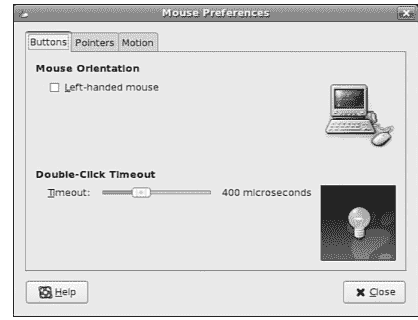 Mouse Preferences
Buttons Pointers Motion
Mouse Orientation
Left-handed mouse
Double-Click Timeout
Timeout: 400 microseconds
Help Close